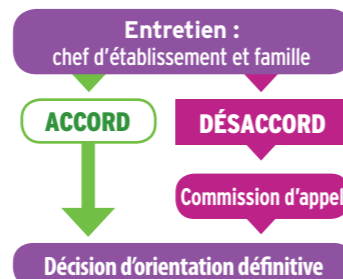 Entretien :
chef d'établissement et famille
ACCORD
DÉSACCORD
Commission d'appel
Décision d'orientation définitive